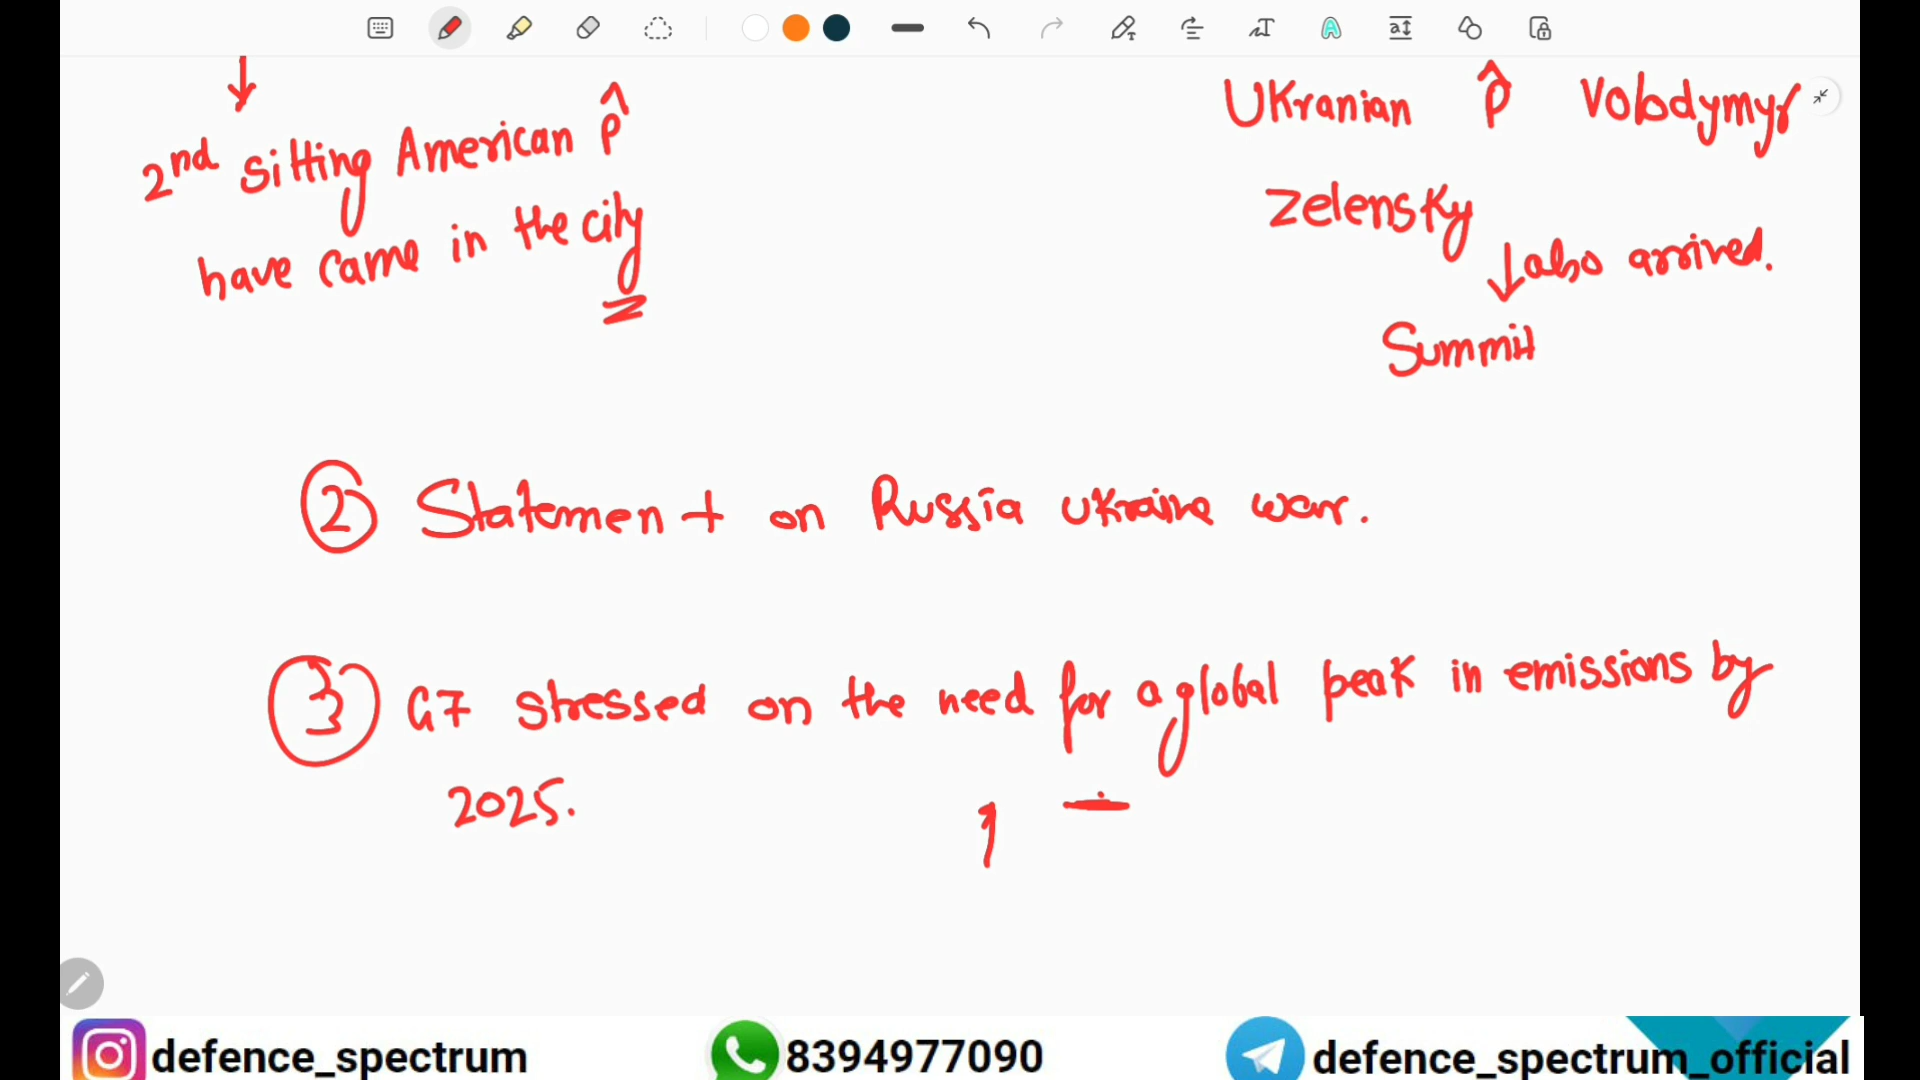 2nd sitting American P̂
have came in the city
Ukranian P̂ Volodymyr
Zelensky
also arrived.
Summit
② Statement on Russia Ukraine war.
③ G7 stressed on the need for a global peak in emissions by
2025.
defence_spectrum
8394977090
defence_spectrum_official